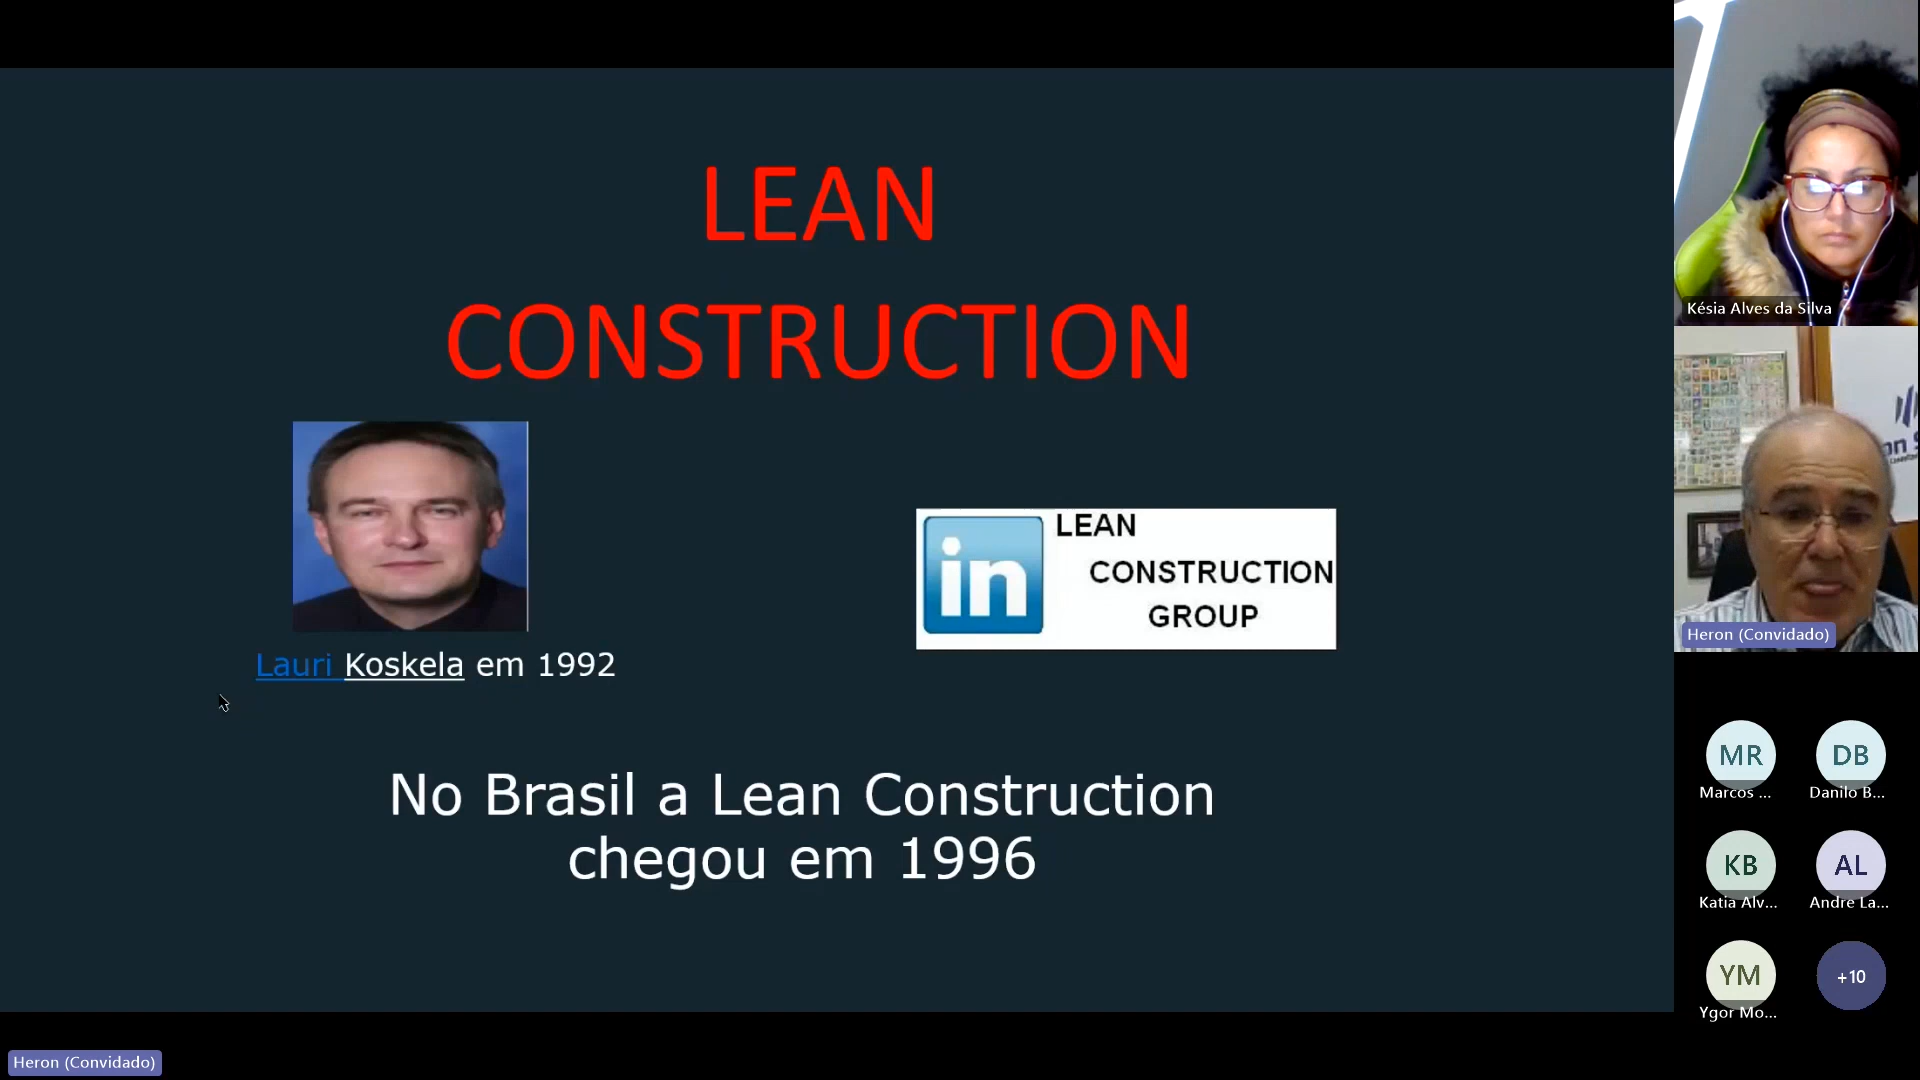 LEAN
CONSTRUCTION
in
LEAN
CONSTRUCTION
GROUP
Lauri Koskela em 1992
No Brasil a Lean Construction
chegou em 1996
Késia Alves da Silva
Heron (Convidado)
MR
DB
Marcos ...
Danilo B...
KB
AL
Katia Alv...
Andre La...
YM
+10
Ygor Mo...
Heron (Convidado)